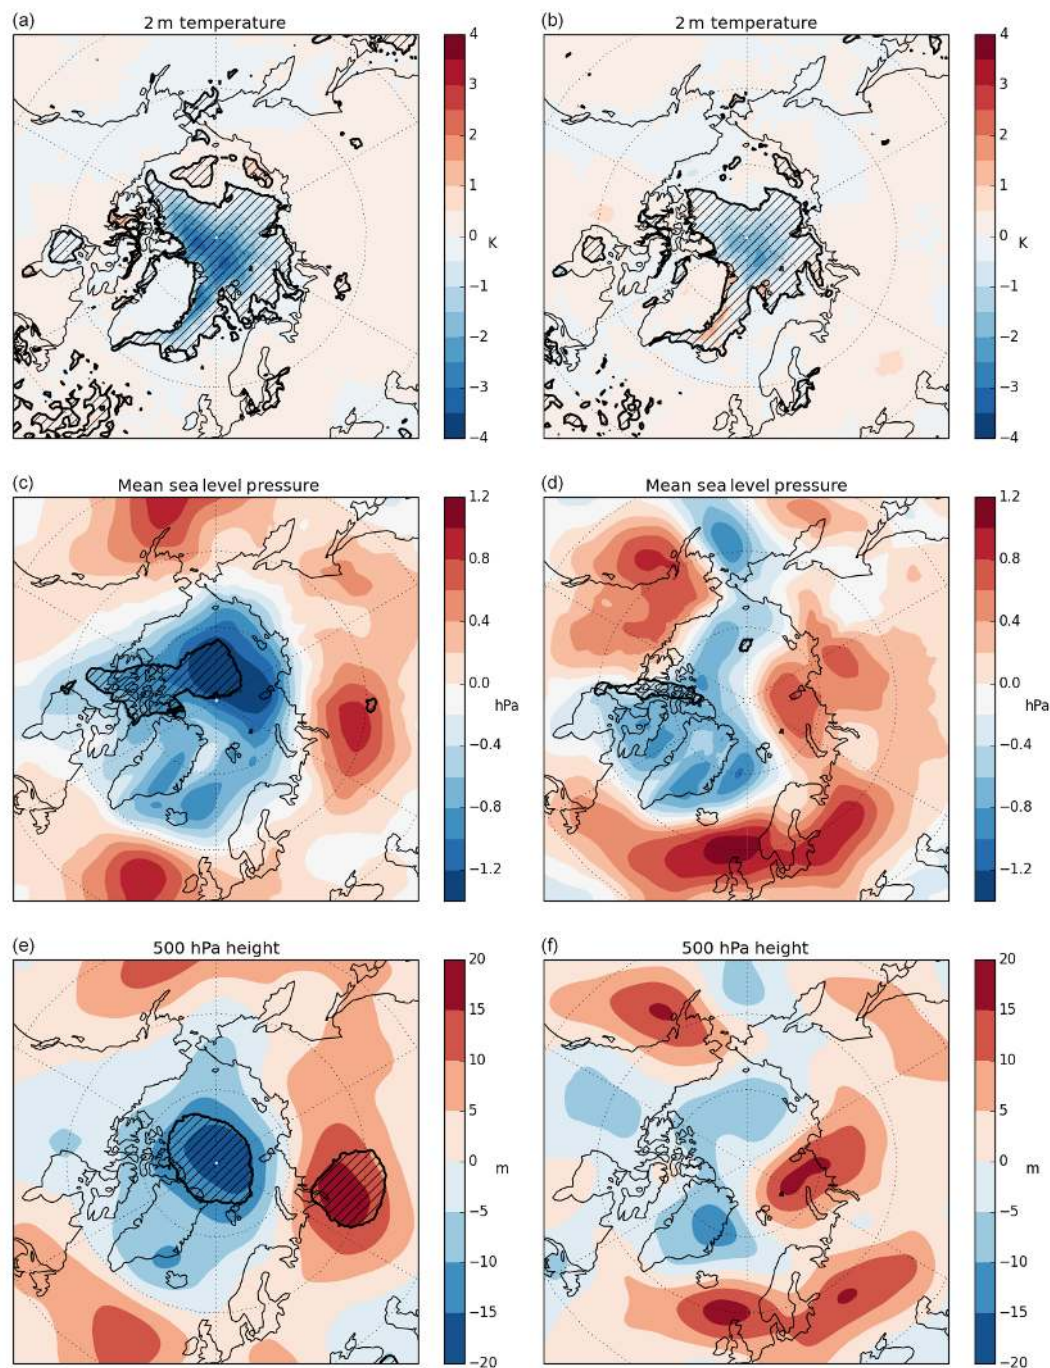 (a)
2 m temperature
4
3
2
1
0
K
−1
−2
−3
−4
(b)
2 m temperature
4
3
2
1
0
K
−1
−2
−3
−4
(c)
Mean sea level pressure
1.2
0.8
0.4
0.0
hPa
−0.4
−0.8
−1.2
(d)
Mean sea level pressure
1.2
0.8
0.4
0.0
hPa
−0.4
−0.8
−1.2
(e)
500 hPa height
20
15
10
5
0
m
−5
−10
−15
−20
(f)
500 hPa height
20
15
10
5
0
m
−5
−10
−15
−20